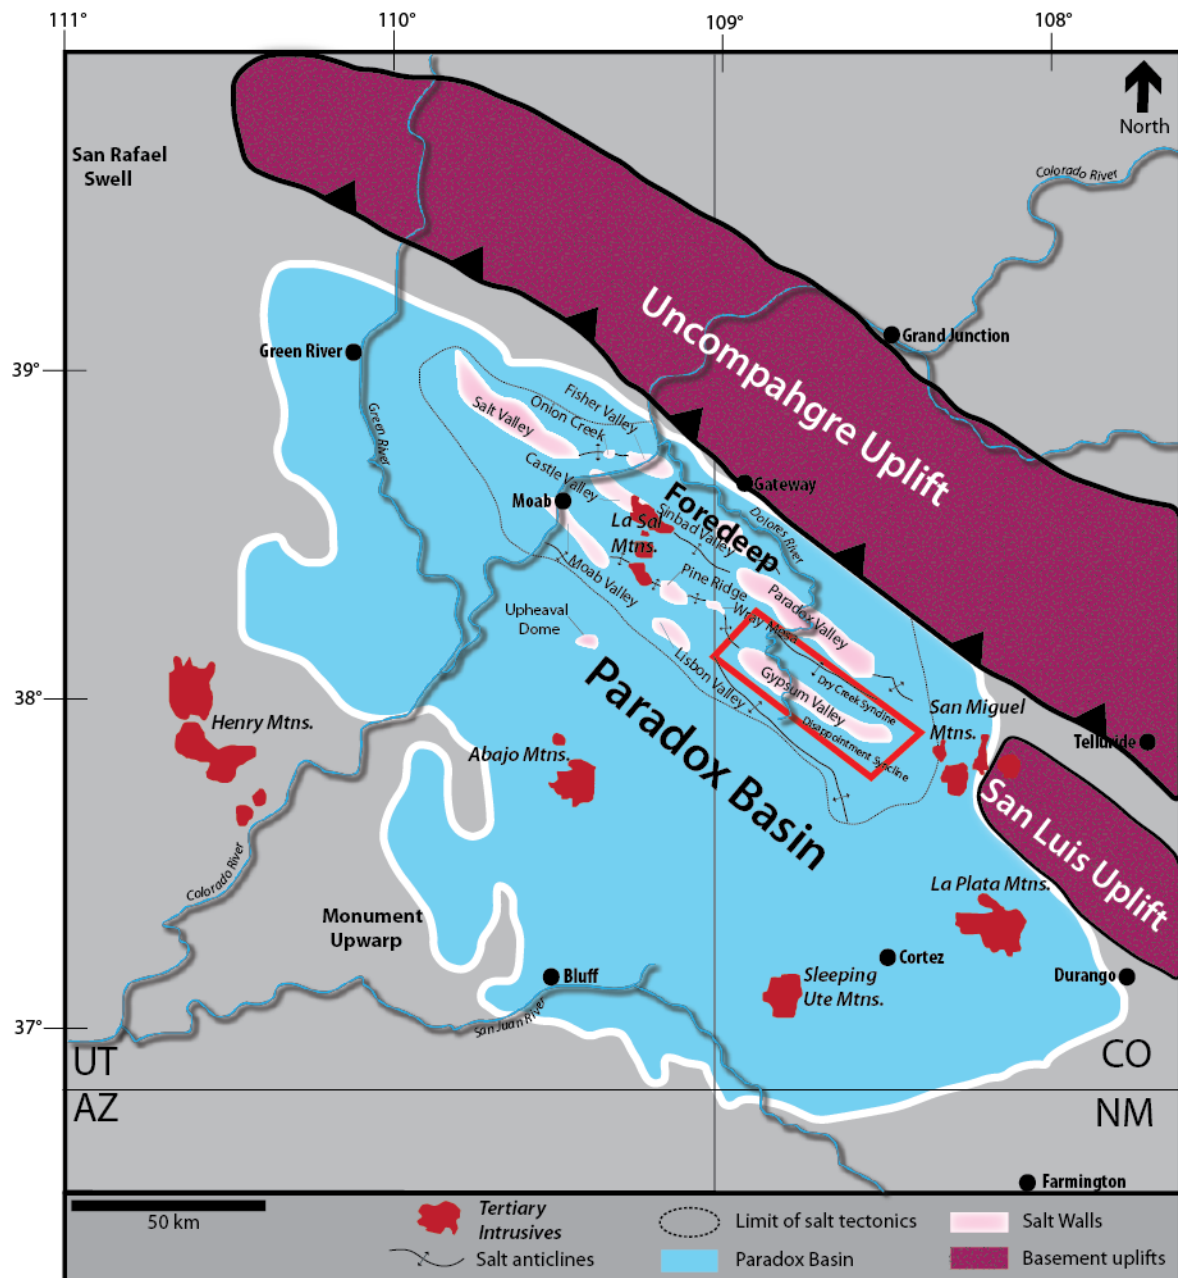 111°
110°
109°
108°
North
San Rafael
Swell
Colorado River
Uncompahgre Uplift
Grand Junction
Green River
39°
Green River
Salt Valley
Onion Creek
Fisher Valley
Castle Valley
Moab
Foredeep
Gateway
Dolores River
La Sal
Mtns.
Sinbad Valley
Moab Valley
Pine Ridge
Paradox Valley
Upheaval
Dome
Wray Mesa
Lisbon Valley
Gypsum Valley
Dry Creek Syncline
Disappointment Syncline
38°
Paradox Basin
Henry Mtns.
Abajo Mtns.
San Miguel
Mtns.
Telluride
San Luis Uplift
Colorado River
La Plata Mtns.
Monument
Upwarp
Cortez
Bluff
Sleeping
Ute Mtns.
Durango
San Juan River
37°
UT
CO
AZ
NM
Farmington
50 km
Tertiary
Intrusives
Limit of salt tectonics
Salt Walls
Salt anticlines
Paradox Basin
Basement uplifts